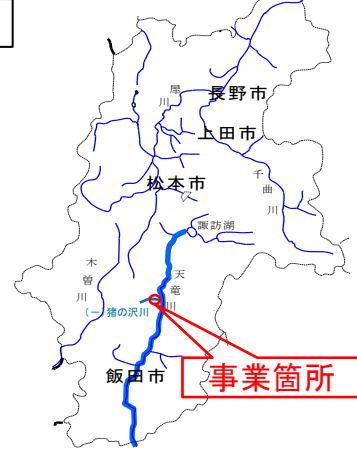 犀川
長野市
上田市
千曲川
松本市
諏訪湖
木曽川
天竜川
（一）猪の沢川
飯田市
事業箇所